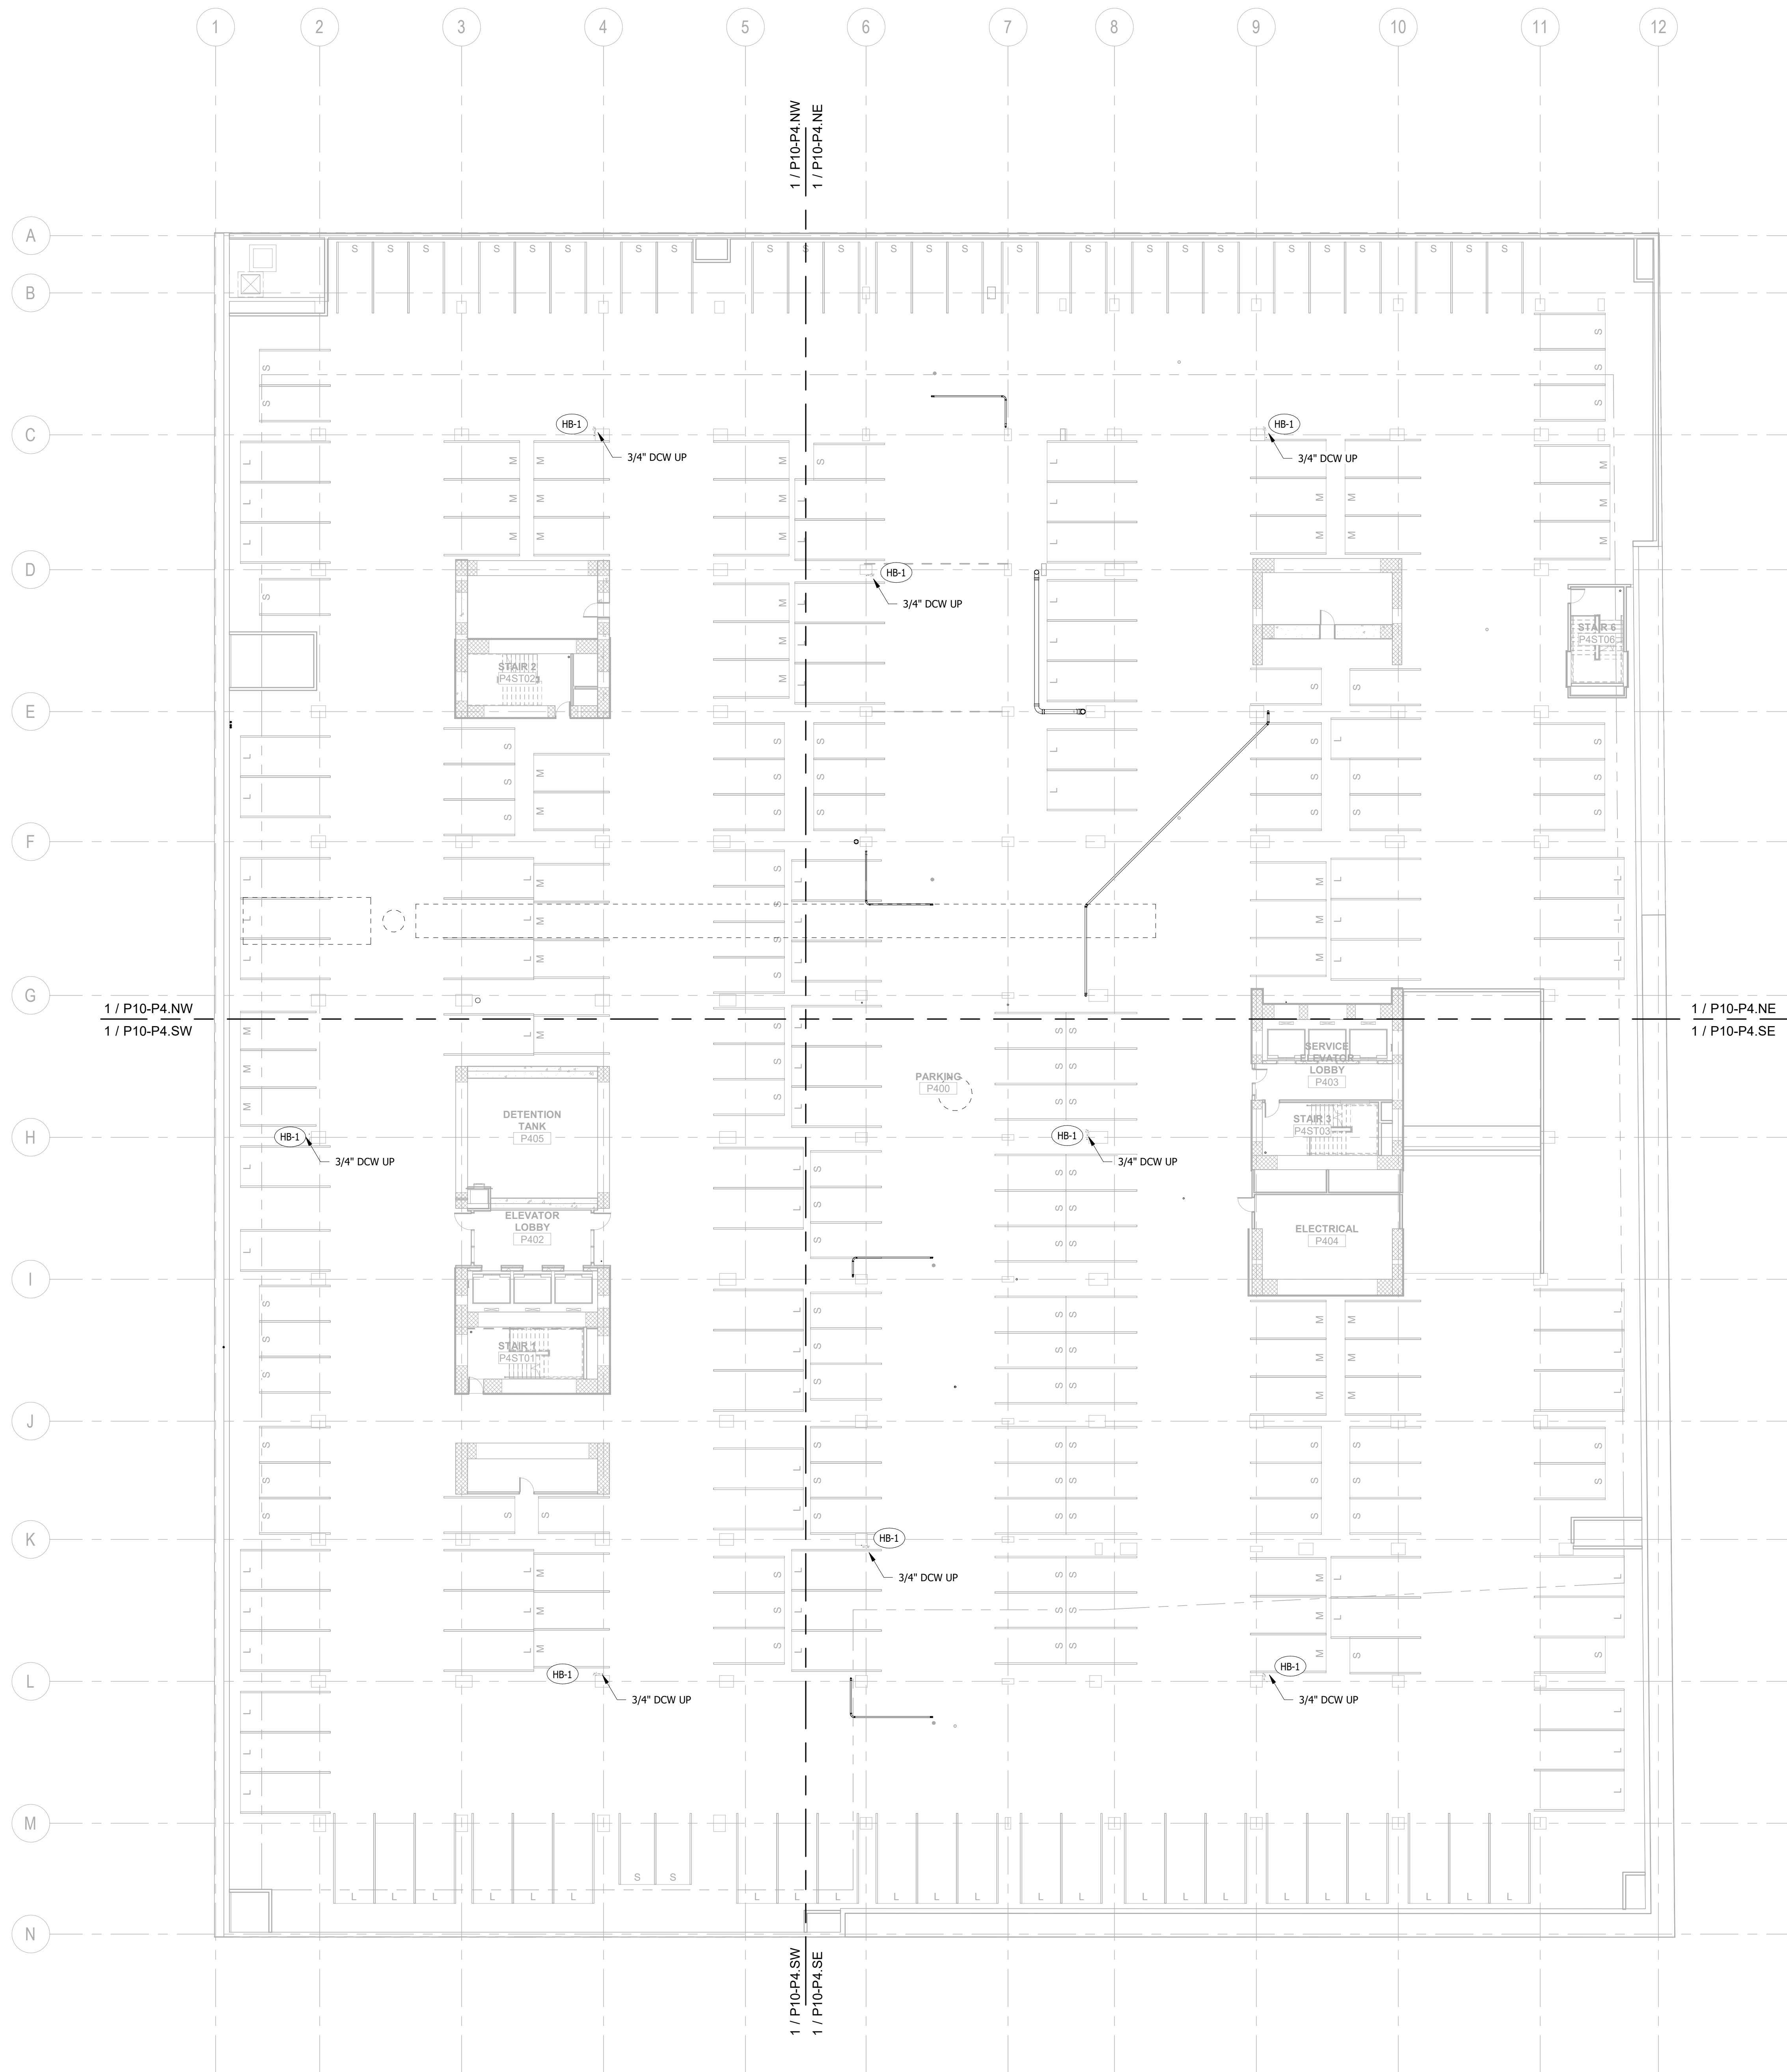 1 2 3 4 5 6 7 8 9 10 11 12
1 / P10-P4.NW
1 / P10-P4.NE
A
S S S S S S S S S S S S S S S S S S S S S S S S S
B
C
HB-1
3/4" DCW UP
HB-1
3/4" DCW UP
D
HB-1
3/4" DCW UP
STAIR 6
P4ST06
STAIR 2
P4ST02
E
F
G
1 / P10-P4.NW
1 / P10-P4.SW
1 / P10-P4.NE
1 / P10-P4.SE
SERVICE
ELEVATOR
LOBBY
P403
PARKING
P400
DETENTION
TANK
P405
STAIR 3
P4ST03
H
HB-1
3/4" DCW UP
HB-1
3/4" DCW UP
ELEVATOR
LOBBY
P402
ELECTRICAL
P404
I
STAIR 1
P4ST01
J
K
HB-1
3/4" DCW UP
L
HB-1
3/4" DCW UP
HB-1
3/4" DCW UP
M
S S
L L L L L L L L L L L L L L L L L L L L L L L
N
1 / P10-P4.SW
1 / P10-P4.SE